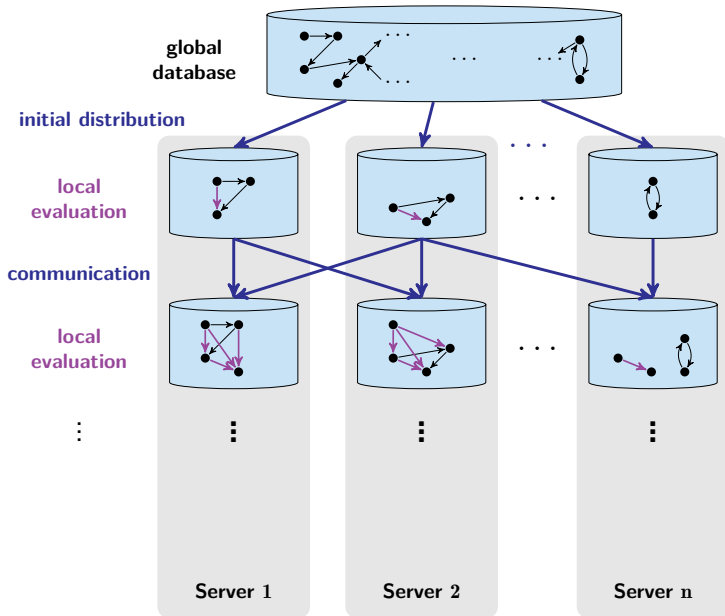 global
database
· · ·
· · ·
· · ·
· · ·
initial distribution
· · ·
local
evaluation
· · ·
communication
local
evaluation
· · ·
⋮
⋮
⋮
⋮
Server 1
Server 2
Server n